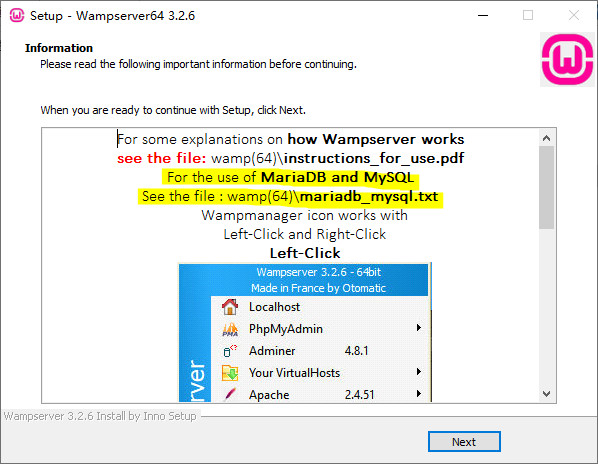 Setup - Wampserver64 3.2.6
Information
Please read the following important information before continuing.
When you are ready to continue with Setup, click Next.
For some explanations on how Wampserver works
see the file: wamp(64)\instructions_for_use.pdf
For the use of MariaDB and MySQL
See the file : wamp(64)\mariadb_mysql.txt
Wampmanager icon works with
Left-Click and Right-Click
Left-Click
Wampserver 3.2.6 - 64bit
Made in France by Otomatic
Localhost
PhpMyAdmin
Adminer 4.8.1
Your VirtualHosts
Apache 2.4.51
Wampserver 3.2.6 Install by Inno Setup
Next